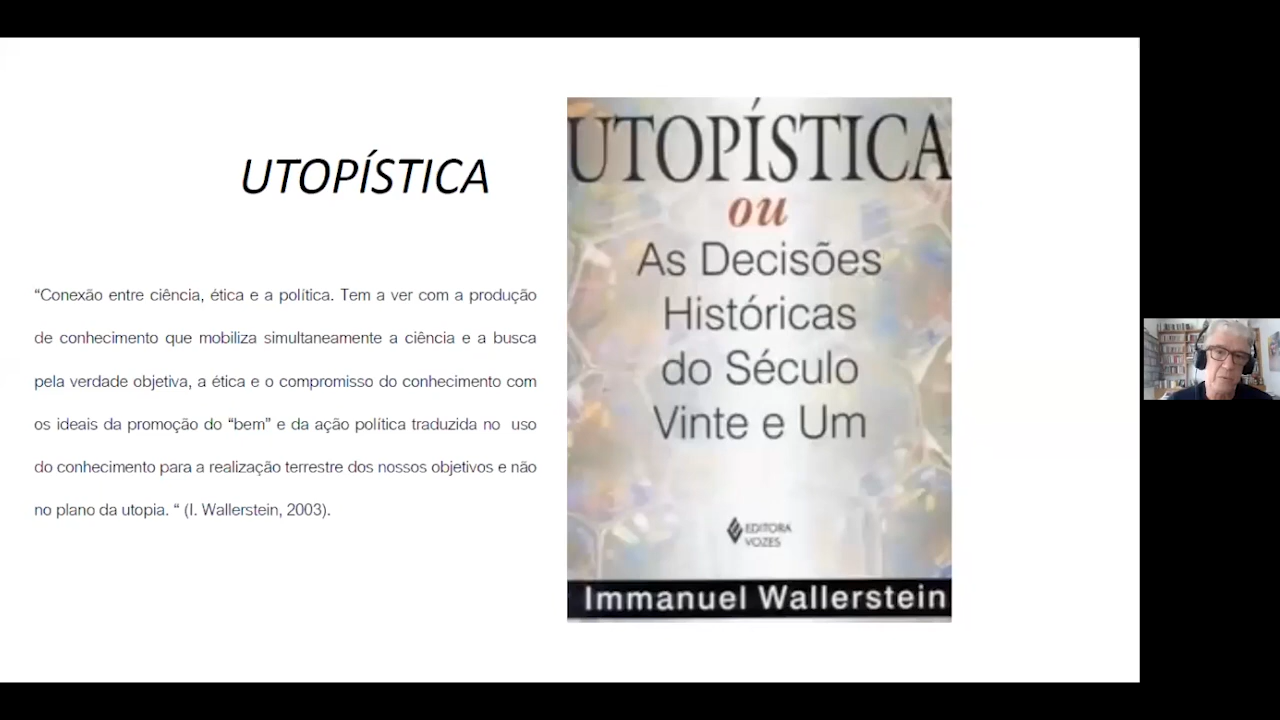 UTOPÍSTICA
“Conexão entre ciência, ética e a política. Tem a ver com a produção
de conhecimento que mobiliza simultaneamente a ciência e a busca
pela verdade objetiva, a ética e o compromisso do conhecimento com
os ideais da promoção do “bem” e da ação política traduzida no uso
do conhecimento para a realização terrestre dos nossos objetivos e não
no plano da utopia. “ (I. Wallerstein, 2003).
UTOPÍSTICA
ou
As Decisões
Históricas
do Século
Vinte e Um
EDITORA
VOZES
Immanuel Wallerstein